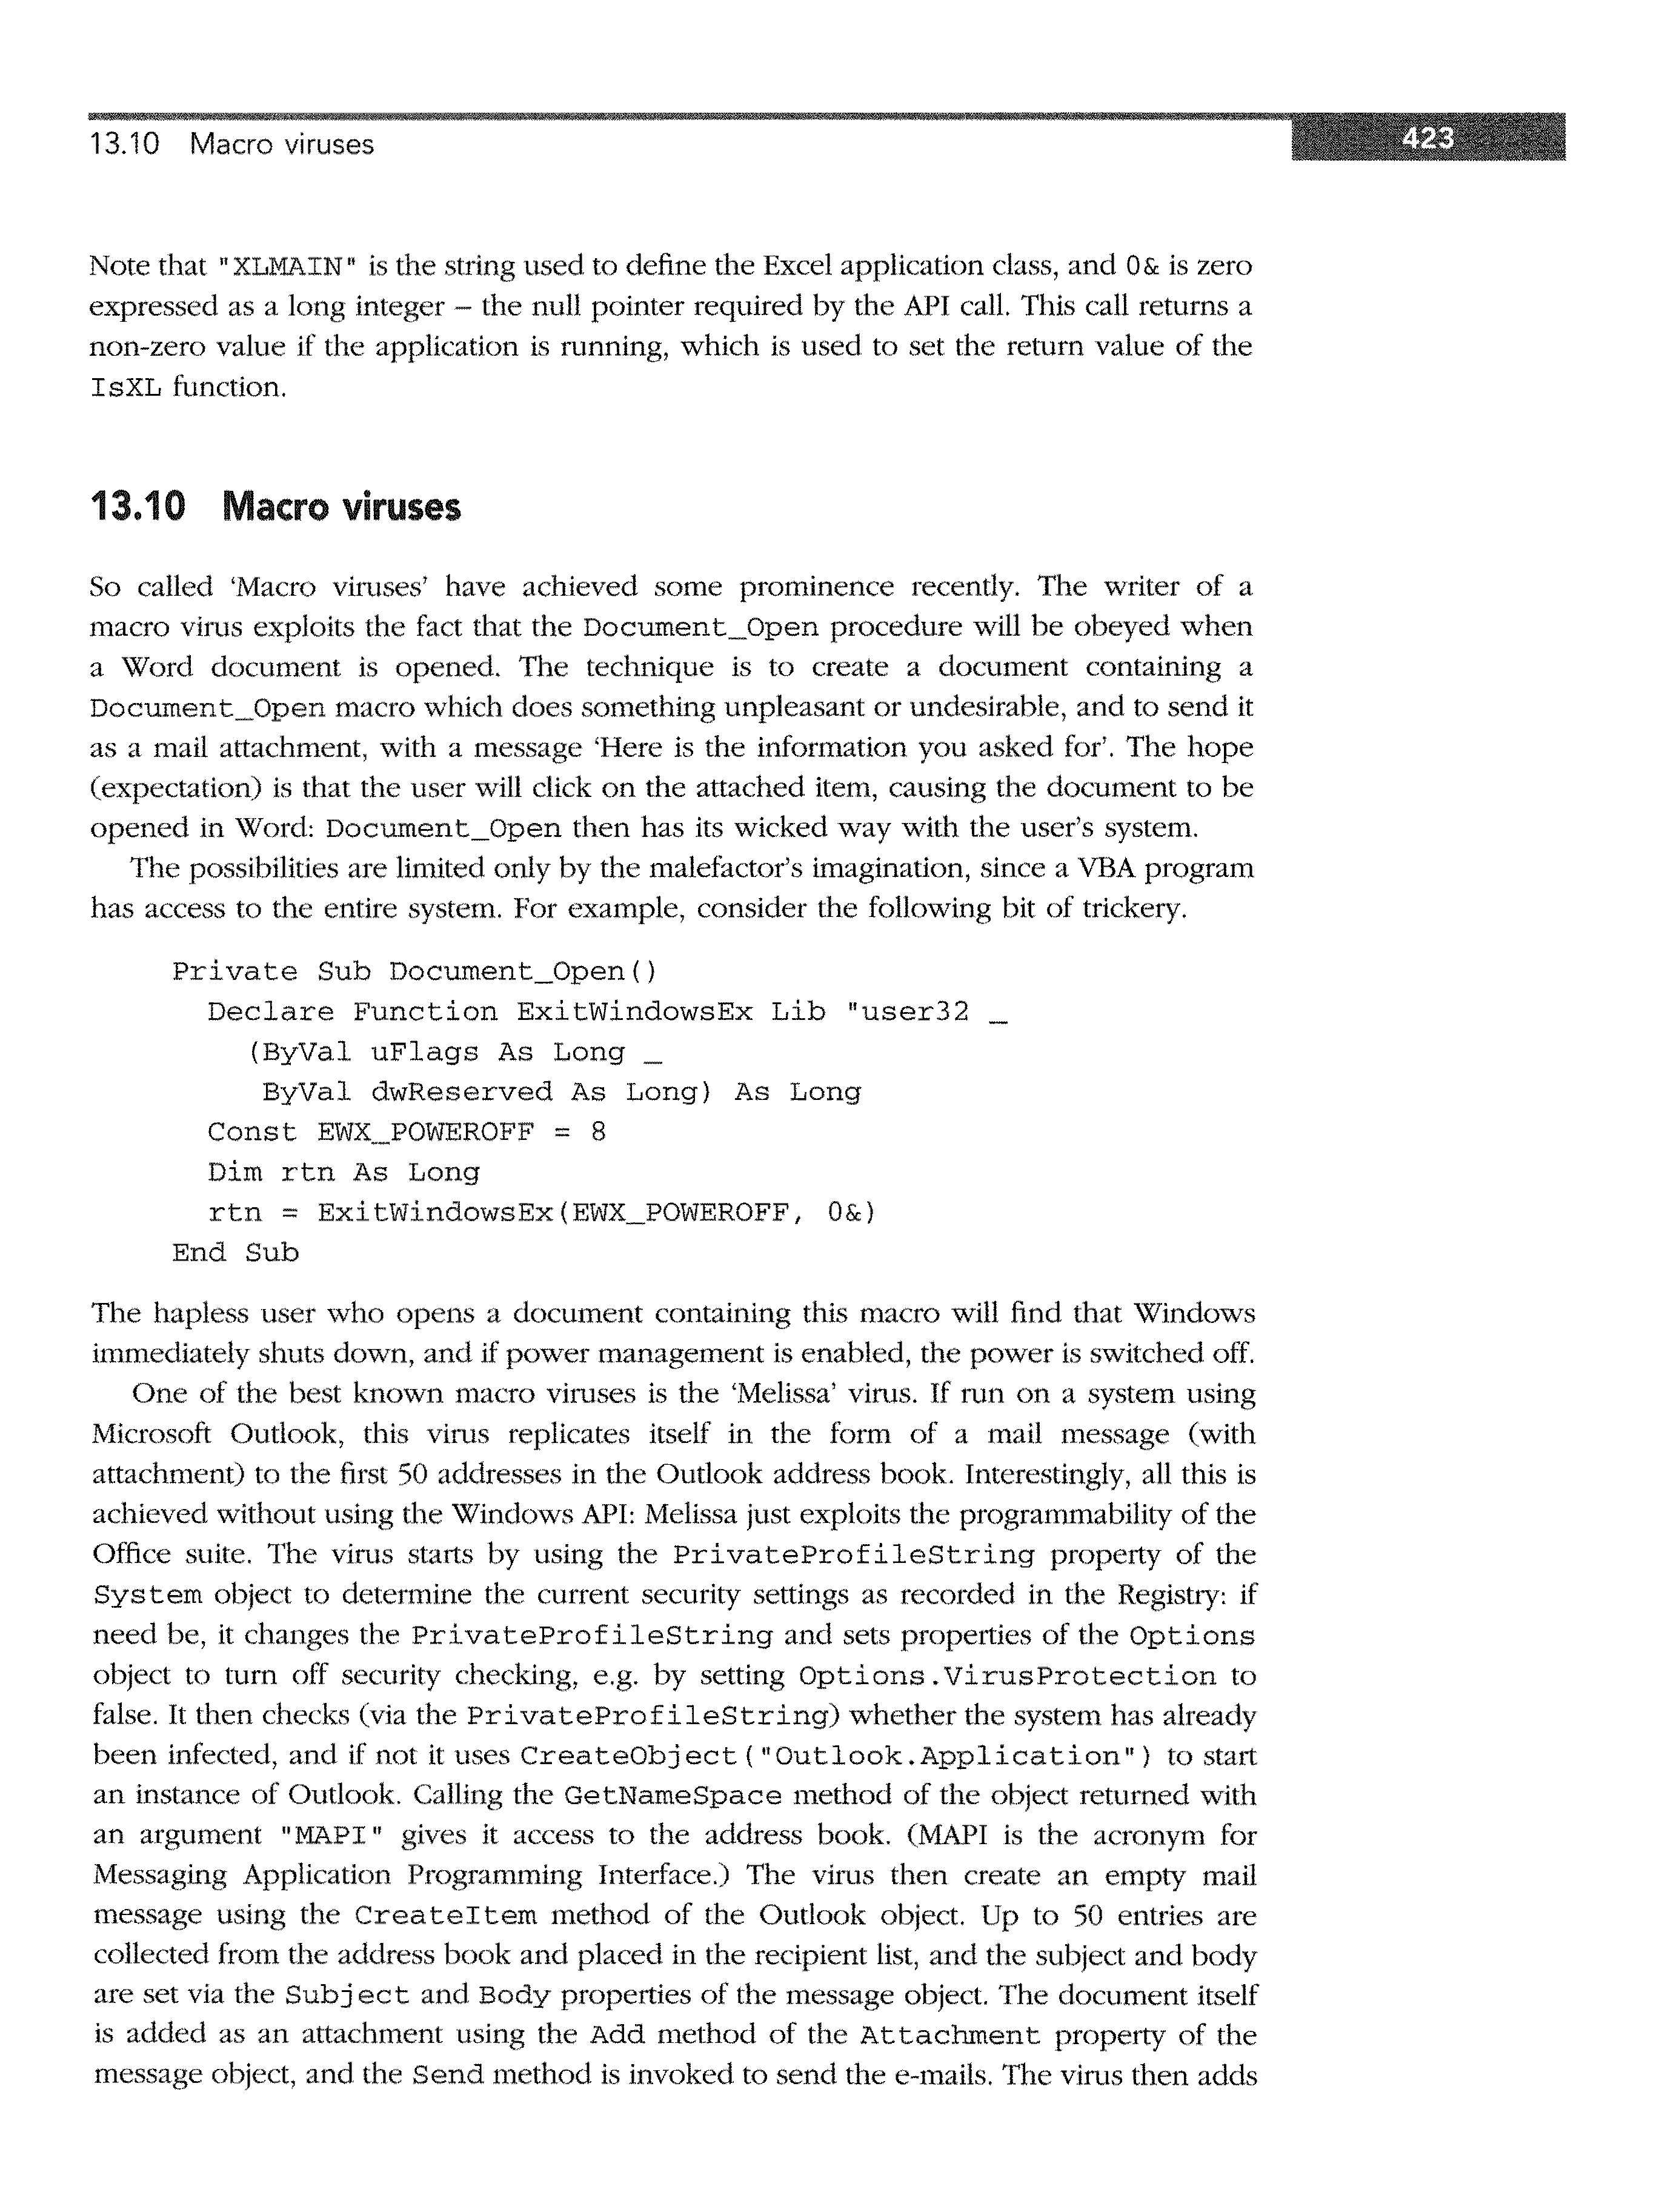 13.10 Macro viruses
423
Note that "XLMAIN" is the string used to define the Excel application class, and 0& is zero
expressed as a long integer – the null pointer required by the API call. This call returns a
non-zero value if the application is running, which is used to set the return value of the
IsXL function.
13.10 Macro viruses
So called ‘Macro viruses’ have achieved some prominence recently. The writer of a
macro virus exploits the fact that the Document_Open procedure will be obeyed when
a Word document is opened. The technique is to create a document containing a
Document_Open macro which does something unpleasant or undesirable, and to send it
as a mail attachment, with a message ‘Here is the information you asked for’. The hope
(expectation) is that the user will click on the attached item, causing the document to be
opened in Word: Document_Open then has its wicked way with the user’s system.
The possibilities are limited only by the malefactor’s imagination, since a VBA program
has access to the entire system. For example, consider the following bit of trickery.
Private Sub Document_Open()
Declare Function ExitWindowsEx Lib "user32 _
(ByVal uFlags As Long _
ByVal dwReserved As Long) As Long
Const EWX_POWEROFF = 8
Dim rtn As Long
rtn = ExitWindowsEx(EWX_POWEROFF, 0&)
End Sub
The hapless user who opens a document containing this macro will find that Windows
immediately shuts down, and if power management is enabled, the power is switched off.
One of the best known macro viruses is the ‘Melissa’ virus. If run on a system using
Microsoft Outlook, this virus replicates itself in the form of a mail message (with
attachment) to the first 50 addresses in the Outlook address book. Interestingly, all this is
achieved without using the Windows API: Melissa just exploits the programmability of the
Office suite. The virus starts by using the PrivateProfileString property of the
System object to determine the current security settings as recorded in the Registry: if
need be, it changes the PrivateProfileString and sets properties of the Options
object to turn off security checking, e.g. by setting Options.VirusProtection to
false. It then checks (via the PrivateProfileString) whether the system has already
been infected, and if not it uses CreateObject("Outlook.Application") to start
an instance of Outlook. Calling the GetNameSpace method of the object returned with
an argument "MAPI" gives it access to the address book. (MAPI is the acronym for
Messaging Application Programming Interface.) The virus then create an empty mail
message using the CreateItem method of the Outlook object. Up to 50 entries are
collected from the address book and placed in the recipient list, and the subject and body
are set via the Subject and Body properties of the message object. The document itself
is added as an attachment using the Add method of the Attachment property of the
message object, and the Send method is invoked to send the e-mails. The virus then adds